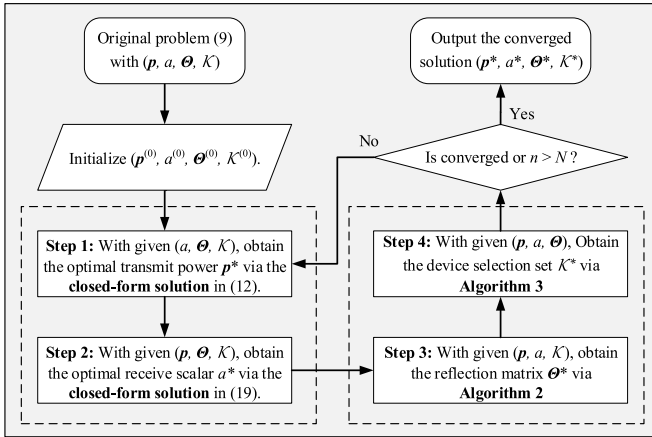 Original problem (9)
with (p, a, Θ, 𝒦)
Initialize (p⁽⁰⁾, a⁽⁰⁾, Θ⁽⁰⁾, 𝒦⁽⁰⁾).
Step 1: With given (a, Θ, 𝒦), obtain
the optimal transmit power p* via the
closed-form solution in (12).
Step 2: With given (p, Θ, 𝒦), obtain
the optimal receive scalar a* via the
closed-form solution in (19).
Step 3: With given (p, a, 𝒦), obtain
the reflection matrix Θ* via
Algorithm 2
Step 4: With given (p, a, Θ), Obtain
the device selection set 𝒦* via
Algorithm 3
Is converged or n > N ?
No
Yes
Output the converged
solution (p*, a*, Θ*, 𝒦*)